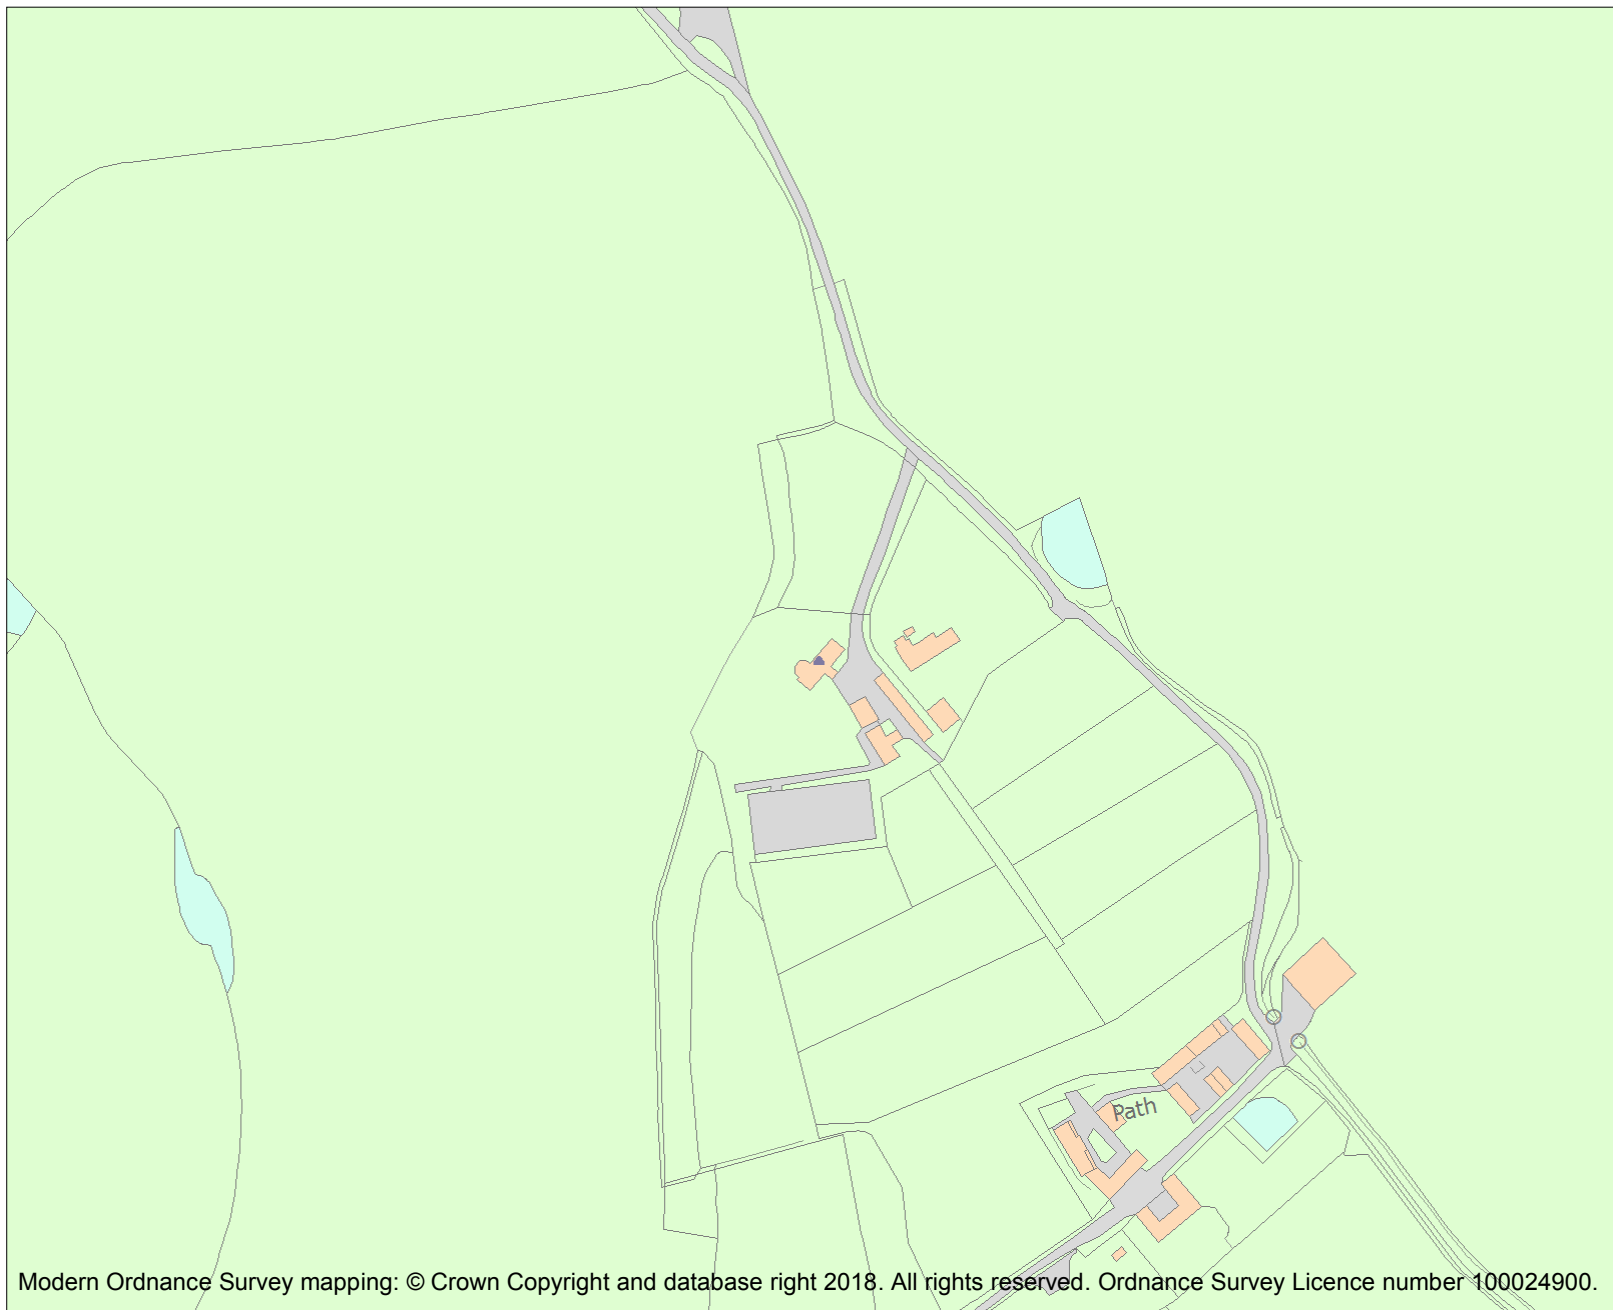 Path
Modern Ordnance Survey mapping: © Crown Copyright and database right 2018. All rights reserved. Ordnance Survey Licence number 100024900.